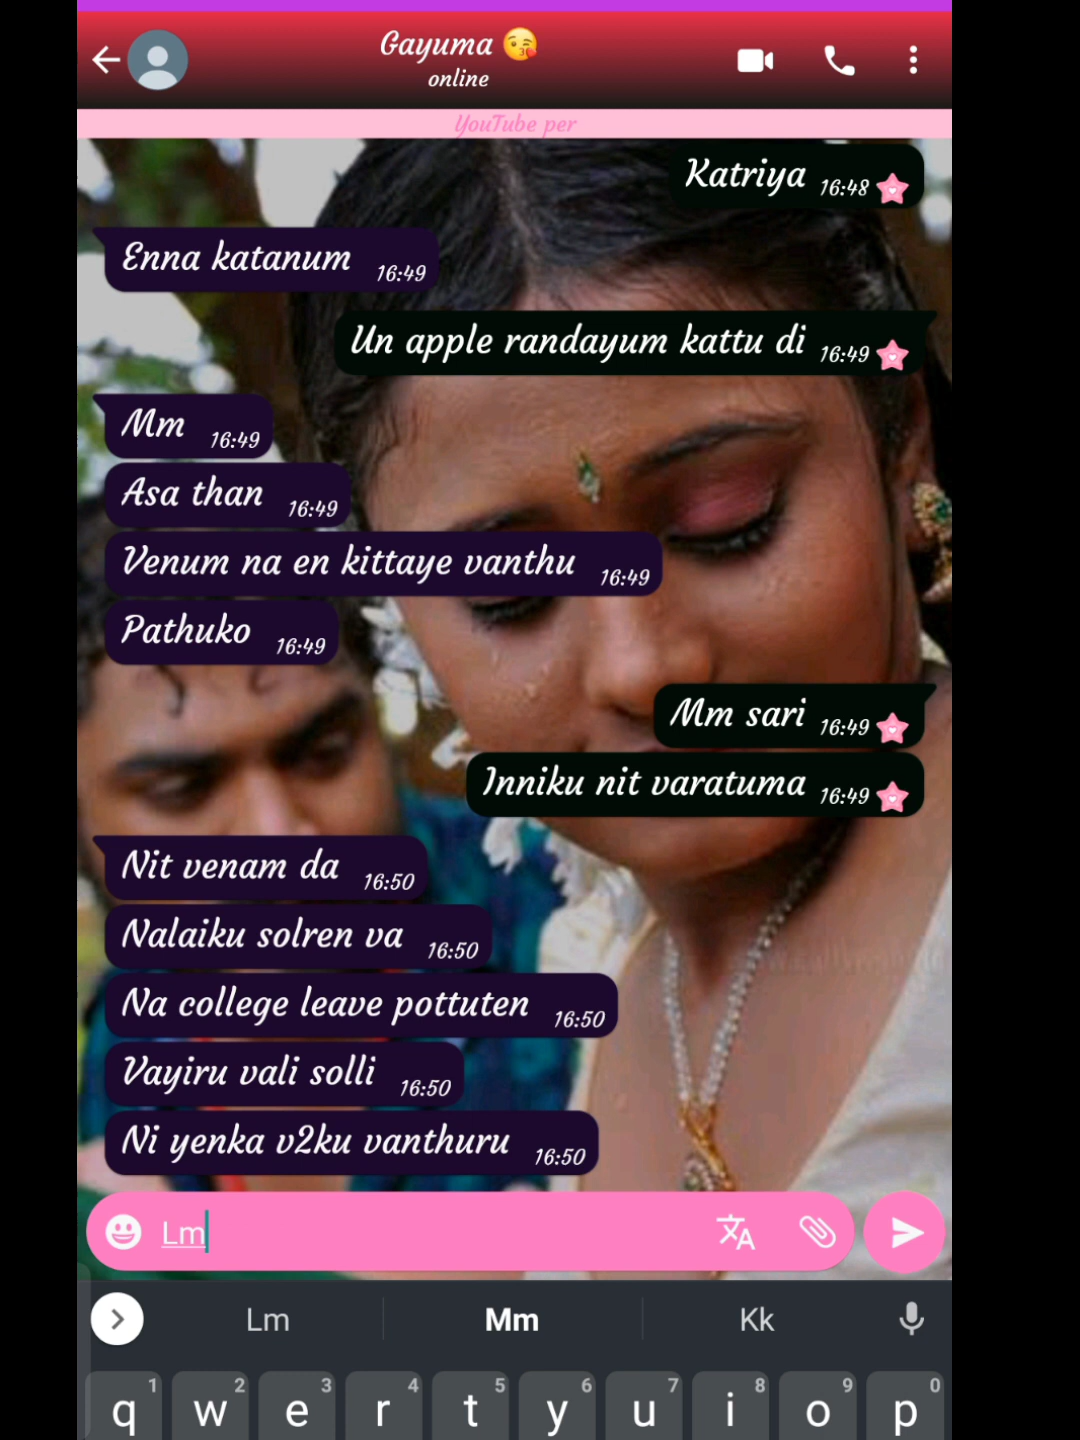 Gayuma 😘
online
YouTube per
Katriya 16:48
Enna katanum 16:49
Un apple randayum kattu di 16:49
Mm 16:49
Asa than 16:49
Venum na en kittaye vanthu 16:49
Pathuko 16:49
Mm sari 16:49
Inniku nit varatuma 16:49
Nit venam da 16:50
Nalaiku solren va 16:50
Na college leave pottuten 16:50
Vayiru vali solli 16:50
Ni yenka v2ku vanthuru 16:50
Lm
Lm Mm Kk
1 2 3 4 5 6 7 8 9 0
q w e r t y u i o p